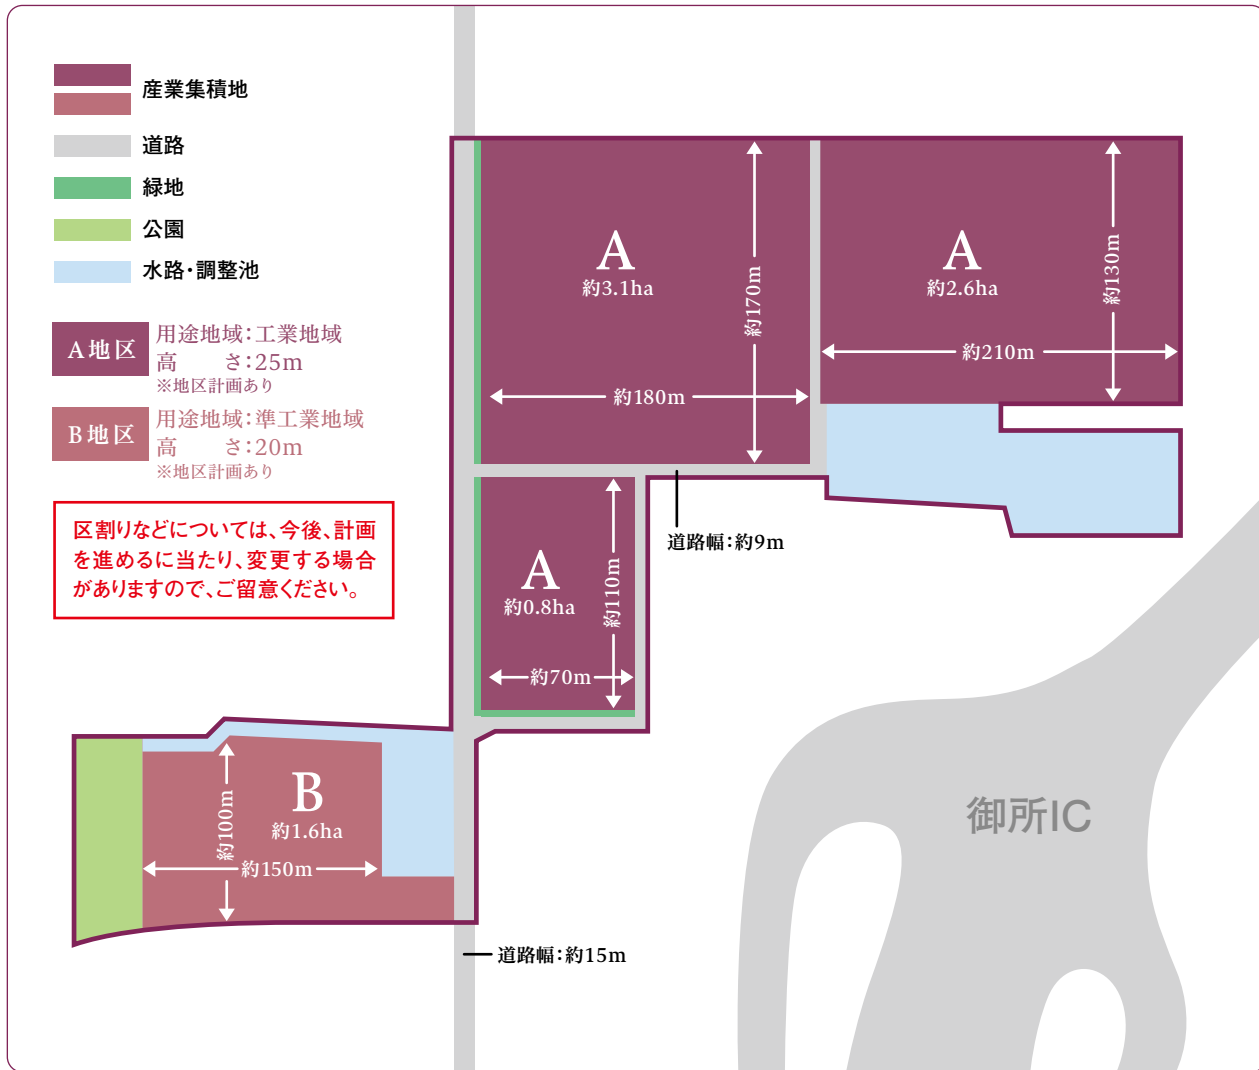 産業集積地
道路
緑地
公園
水路・調整池
A地区
用途地域：工業地域
高　さ：25m
※地区計画あり
B地区
用途地域：準工業地域
高　さ：20m
※地区計画あり
区割りなどについては、今後、計画
を進めるに当たり、変更する場合
がありますので、ご留意ください。
A
約3.1ha
約170m
約180m
A
約2.6ha
約130m
約210m
道路幅：約9m
A
約0.8ha
約110m
約70m
B
約1.6ha
約100m
約150m
道路幅：約15m
御所IC